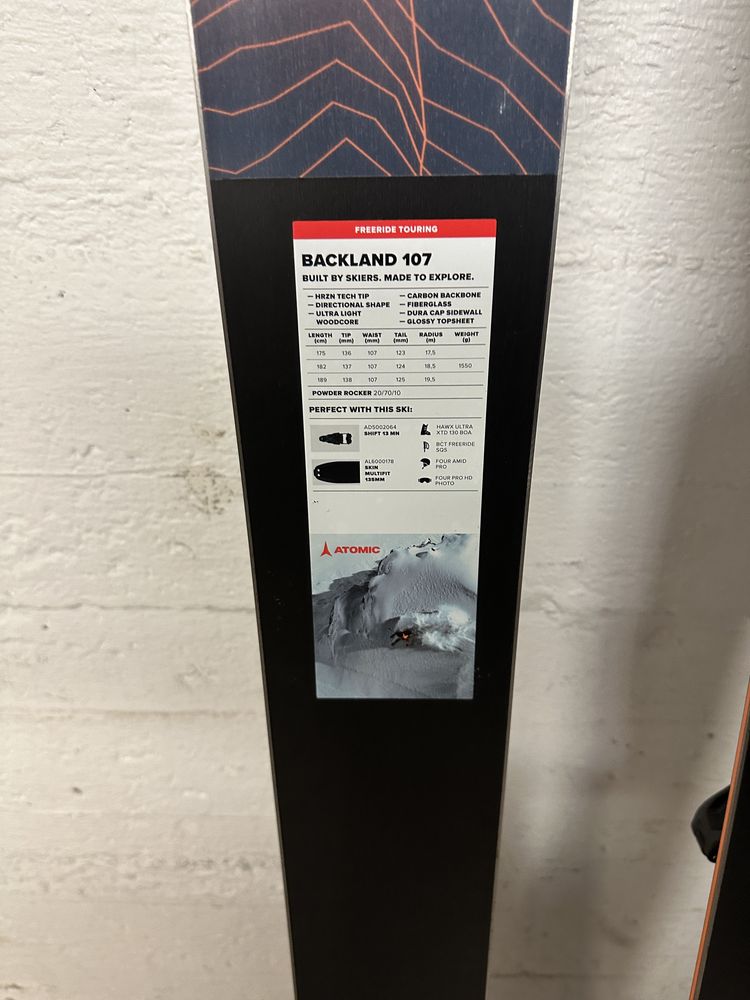 FREERIDE TOURING
BACKLAND 107
BUILT BY SKIERS. MADE TO EXPLORE.
— HRZN TECH TIP
— DIRECTIONAL SHAPE
— ULTRA LIGHT
WOODCORE
— CARBON BACKBONE
— FIBERGLASS
— DURA CAP SIDEWALL
— GLOSSY TOPSHEET
LENGTH (cm) TIP (mm) WAIST (mm) TAIL (mm) RADIUS (m) WEIGHT (g)
175 136 107 123 17,5
182 137 107 124 18,5 1550
189 138 107 125 19,5
POWDER ROCKER 20/70/10
PERFECT WITH THIS SKI:
AD5002064
SHIFT 13 MN
AL6000178
SKIN
MULTIFIT
135MM
HAWX ULTRA
XTD 130 BOA
BCT FREERIDE
SQS
FOUR AMID
PRO
FOUR PRO HD
PHOTO
ATOMIC